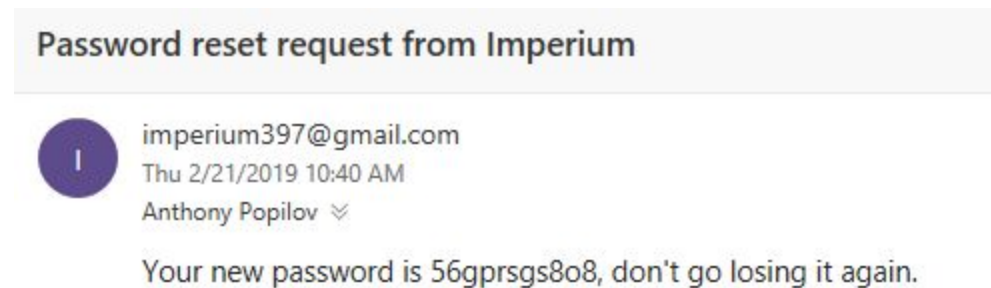 Password reset request from Imperium
I
imperium397@gmail.com
Thu 2/21/2019 10:40 AM
Anthony Popilov
Your new password is 56gprsgs8o8, don't go losing it again.